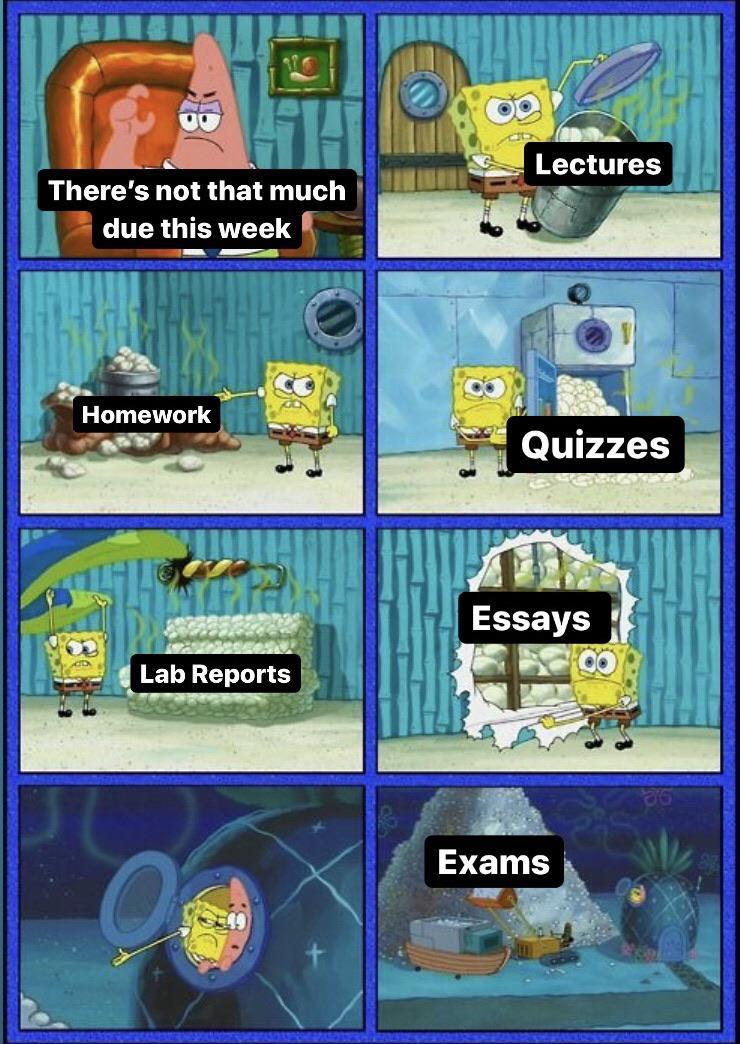 There's not that much
due this week
Lectures
Homework
Quizzes
Lab Reports
Essays
Exams